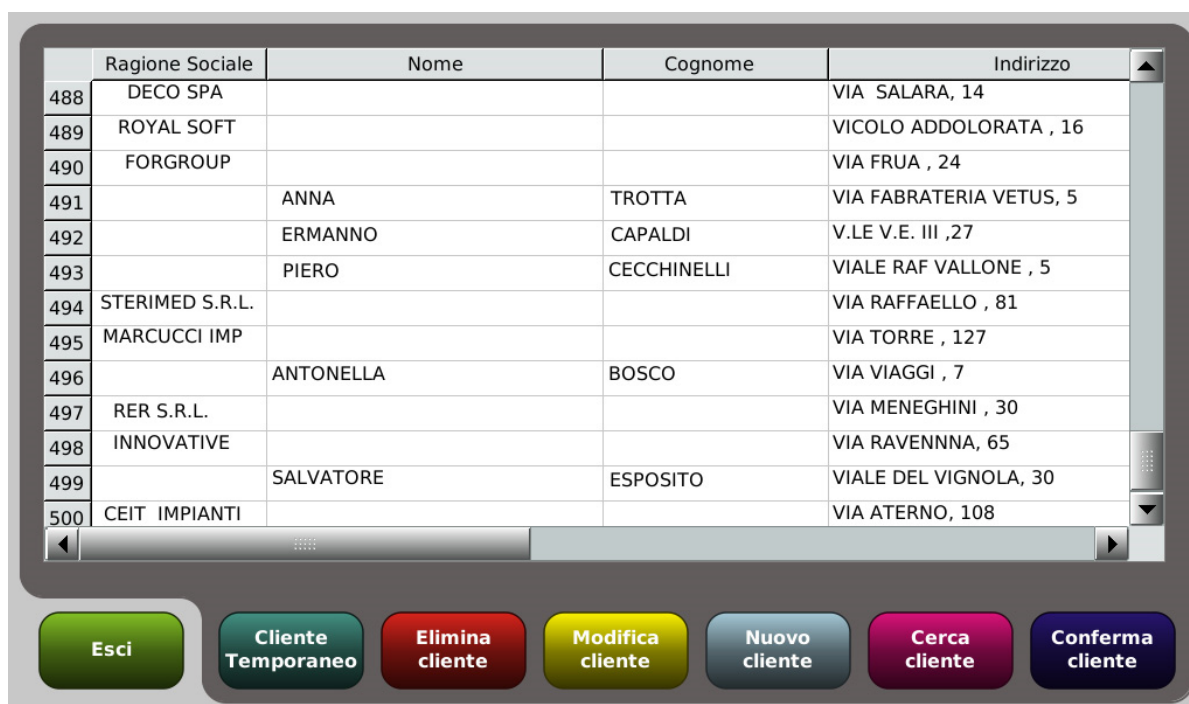 Ragione Sociale Nome Cognome Indirizzo
488 DECO SPA VIA SALARA, 14
489 ROYAL SOFT VICOLO ADDOLORATA , 16
490 FORGROUP VIA FRUA , 24
491 ANNA TROTTA VIA FABRATERIA VETUS, 5
492 ERMANNO CAPALDI V.LE V.E. III ,27
493 PIERO CECCHINELLI VIALE RAF VALLONE , 5
494 STERIMED S.R.L. VIA RAFFAELLO , 81
495 MARCUCCI IMP VIA TORRE , 127
496 ANTONELLA BOSCO VIA VIAGGI , 7
497 RER S.R.L. VIA MENEGHINI , 30
498 INNOVATIVE VIA RAVENNNA, 65
499 SALVATORE ESPOSITO VIALE DEL VIGNOLA, 30
500 CEIT IMPIANTI VIA ATERNO, 108
Esci
Cliente
Temporaneo
Elimina
cliente
Modifica
cliente
Nuovo
cliente
Cerca
cliente
Conferma
cliente